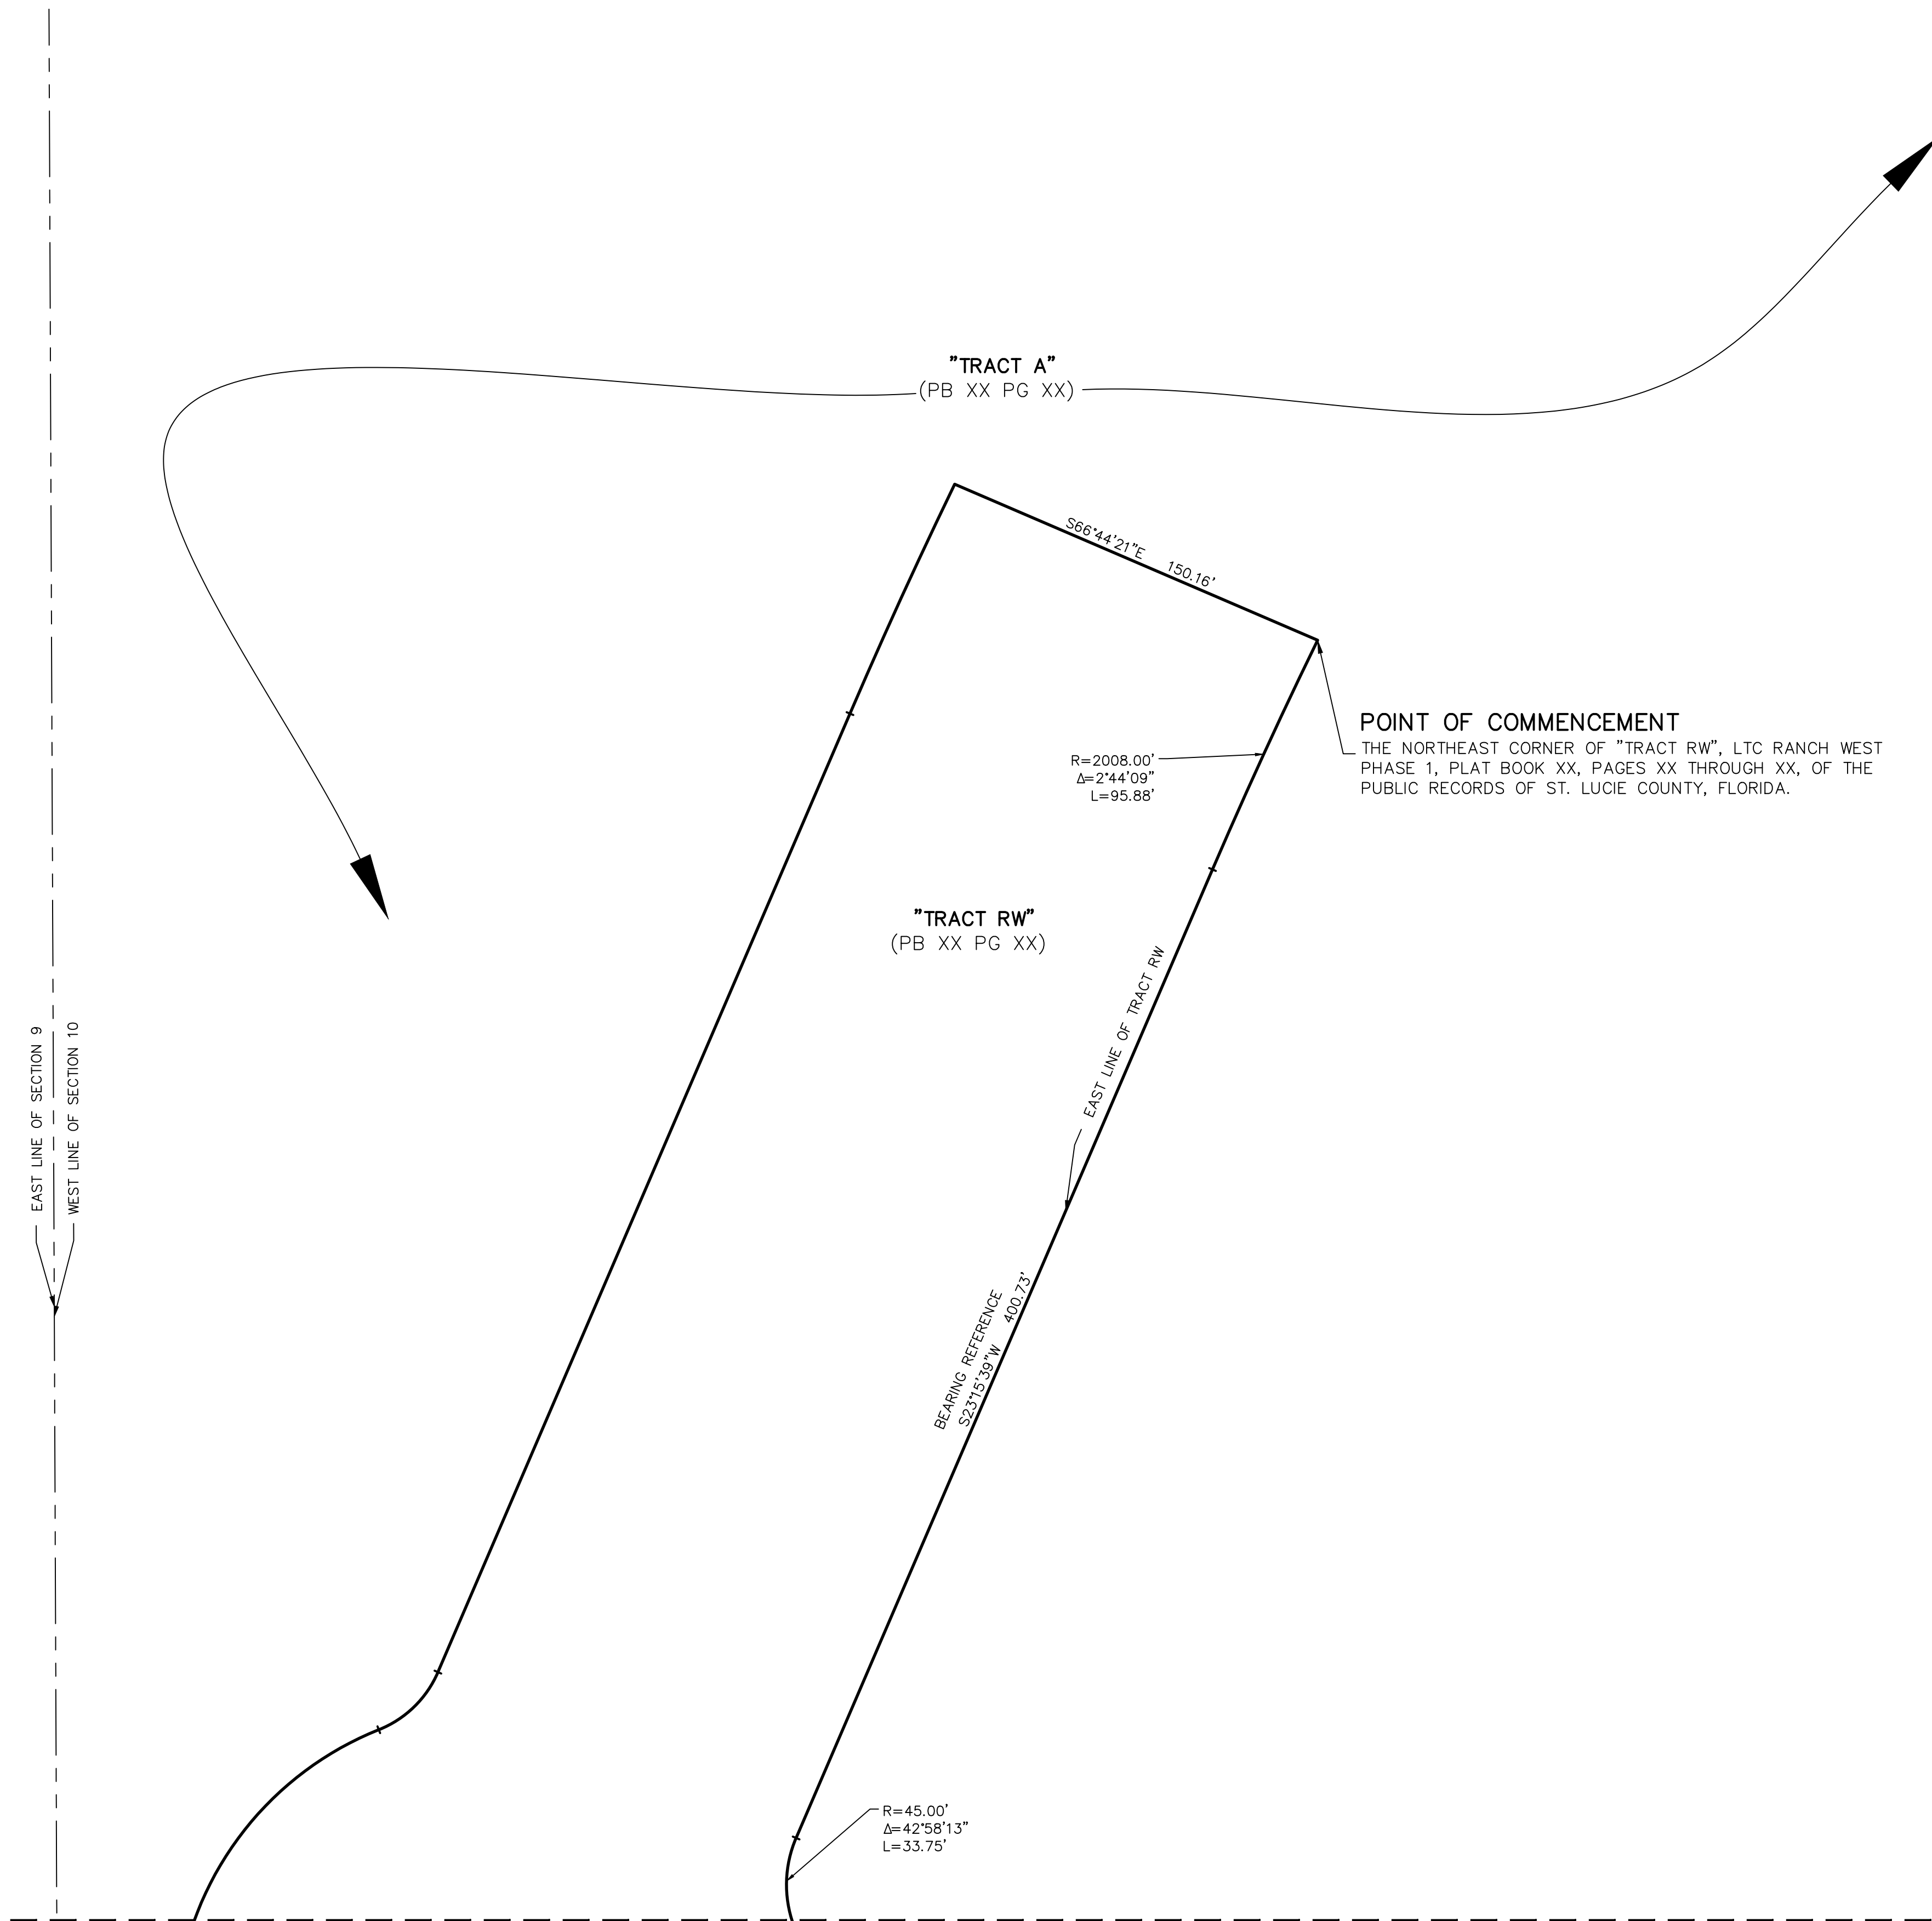 "TRACT A"
(PB XX PG XX)
S66°44'21"E 150.16'
POINT OF COMMENCEMENT
THE NORTHEAST CORNER OF "TRACT RW", LTC RANCH WEST
PHASE 1, PLAT BOOK XX, PAGES XX THROUGH XX, OF THE
PUBLIC RECORDS OF ST. LUCIE COUNTY, FLORIDA.
R=2008.00'
Δ=2°44'09"
L=95.88'
"TRACT RW"
(PB XX PG XX)
EAST LINE OF TRACT RW
EAST LINE OF SECTION 9
WEST LINE OF SECTION 10
BEARING REFERENCE
S23°15'39"W 400.73'
R=45.00'
Δ=42°58'13"
L=33.75'